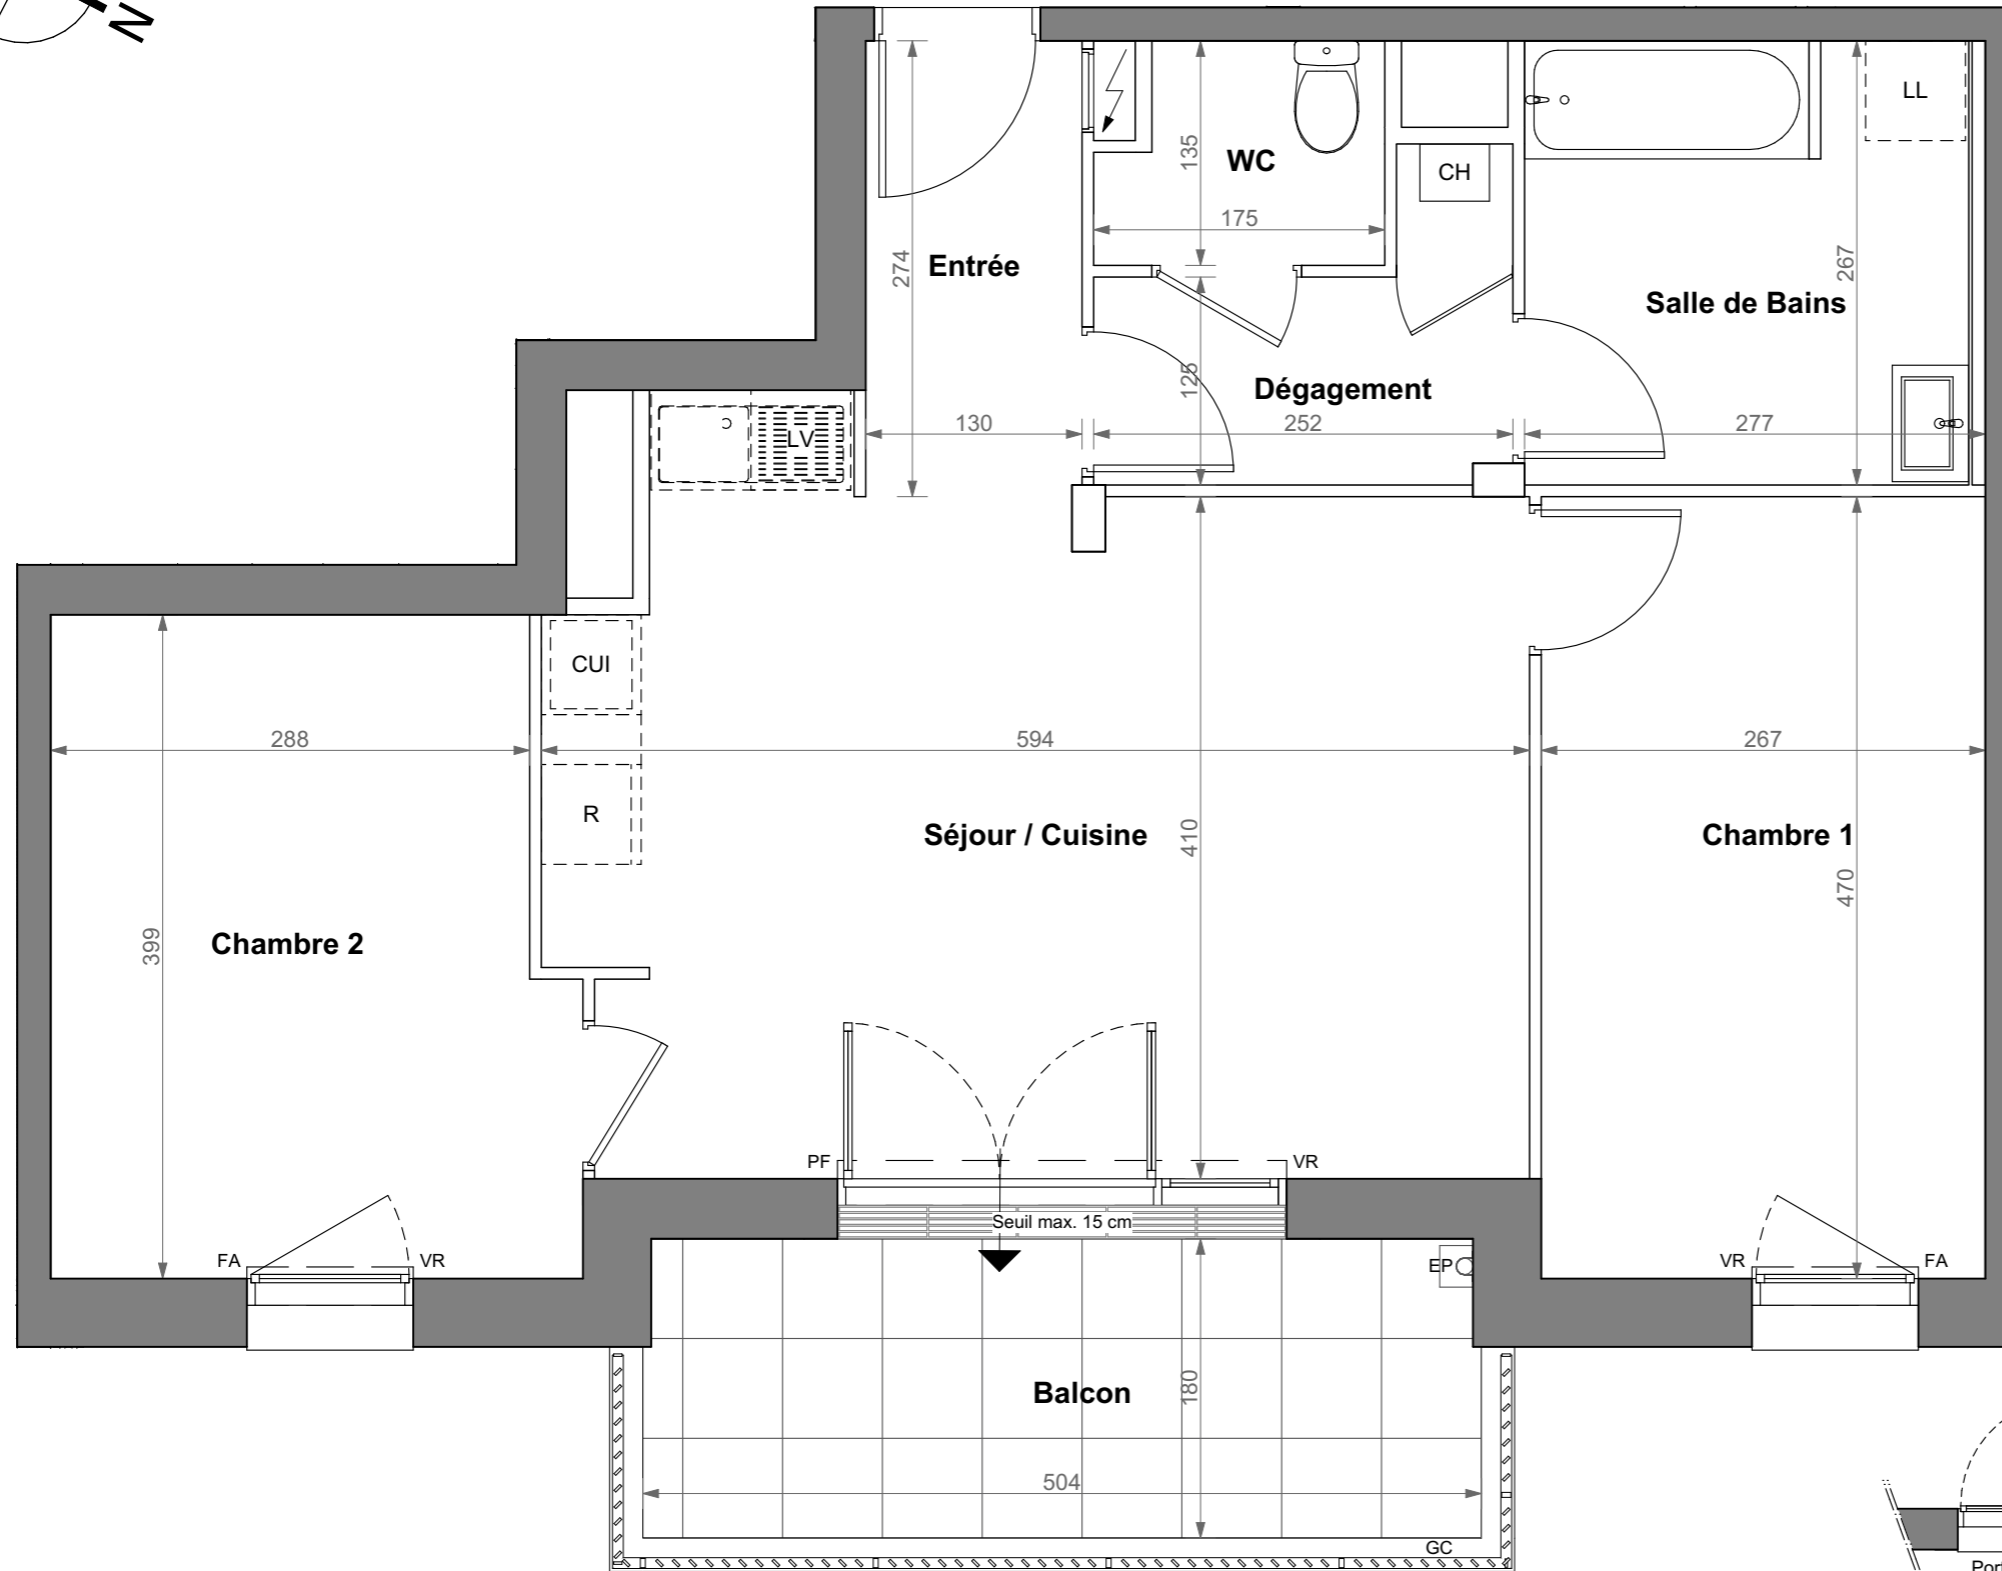 N
LL
WC
CH
135
175
274
Entrée
267
Salle de Bains
125
Dégagement
LV
130
252
277
CUI
288
594
267
R
Séjour / Cuisine
410
Chambre 1
470
399
Chambre 2
PF
VR
Seuil max. 15 cm
FA
VR
EP
VR
FA
Balcon
180
504
GC